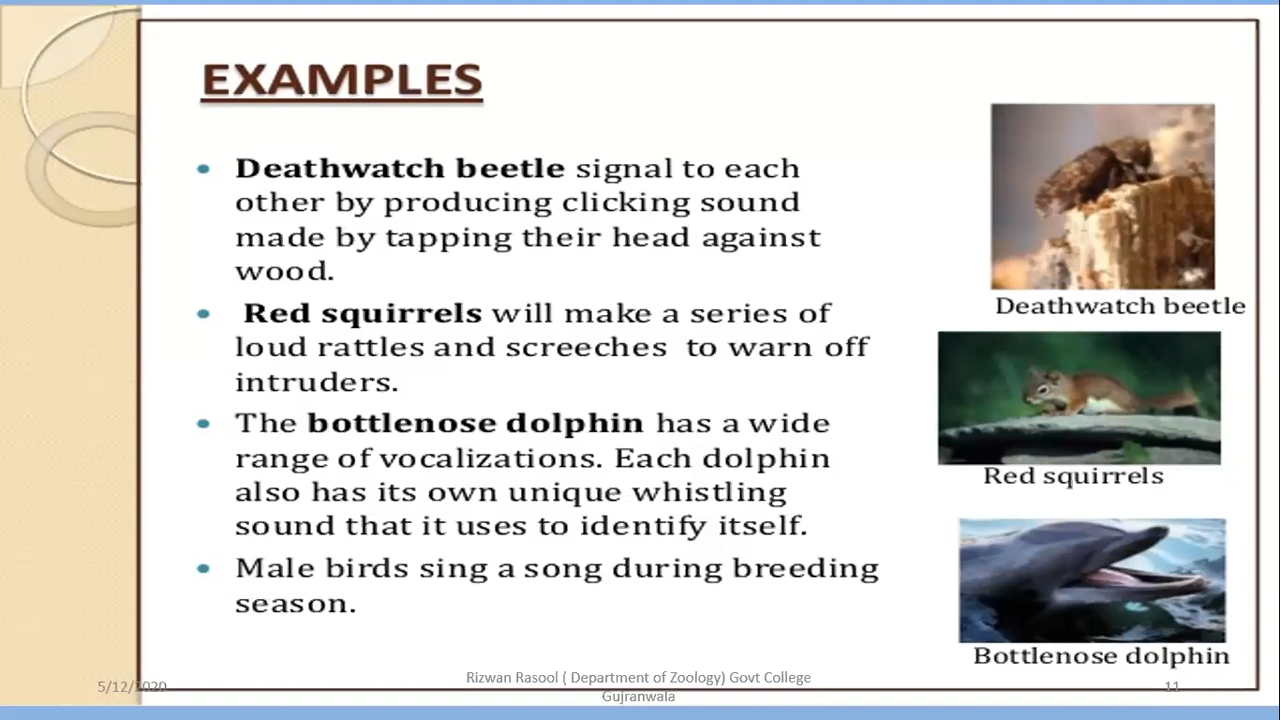 EXAMPLES
• Deathwatch beetle signal to each
other by producing clicking sound
made by tapping their head against
wood.
• Red squirrels will make a series of
loud rattles and screeches to warn off
intruders.
• The bottlenose dolphin has a wide
range of vocalizations. Each dolphin
also has its own unique whistling
sound that it uses to identify itself.
• Male birds sing a song during breeding
season.
Deathwatch beetle
Red squirrels
Bottlenose dolphin
5/12/2020
Rizwan Rasool ( Department of Zoology) Govt College
Gujranwala
11